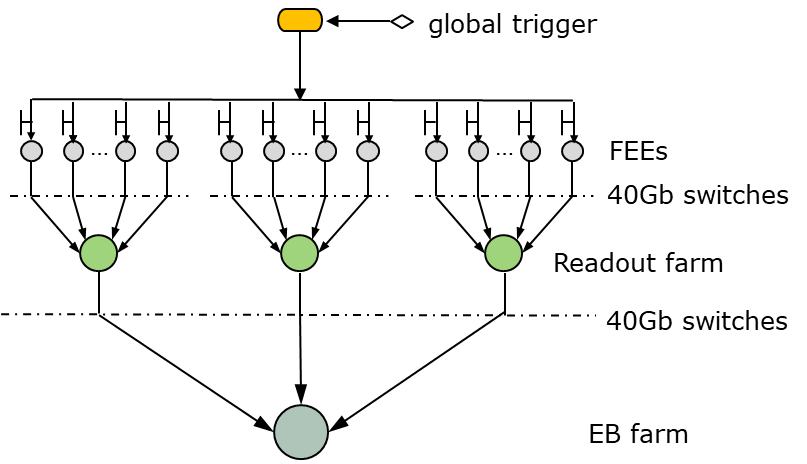 global trigger
...
...
...
FEEs
40Gb switches
Readout farm
40Gb switches
EB farm